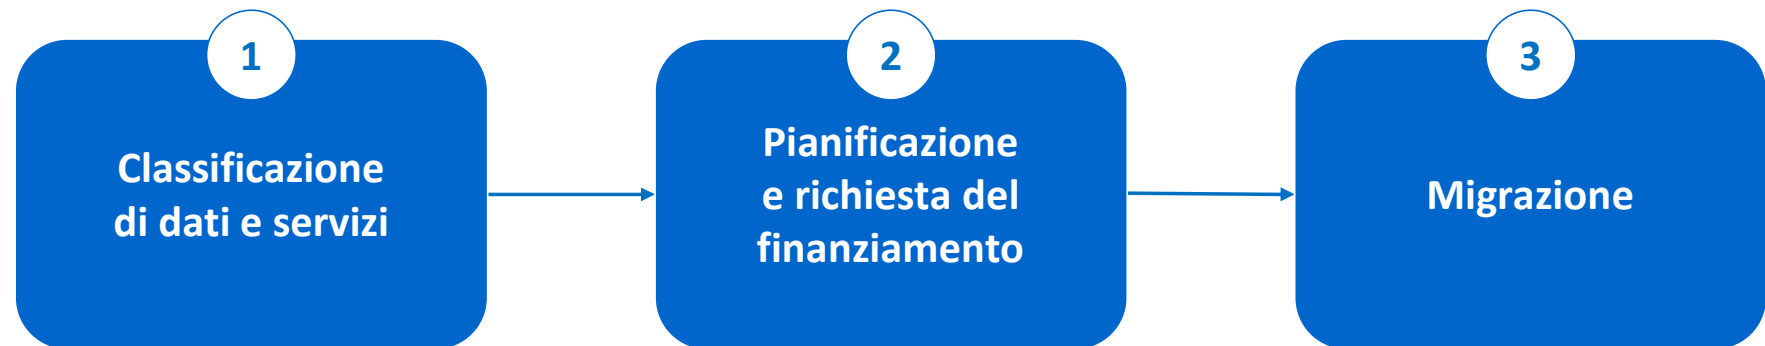 1
Classificazione
di dati e servizi
2
Pianificazione
e richiesta del
finanziamento
3
Migrazione